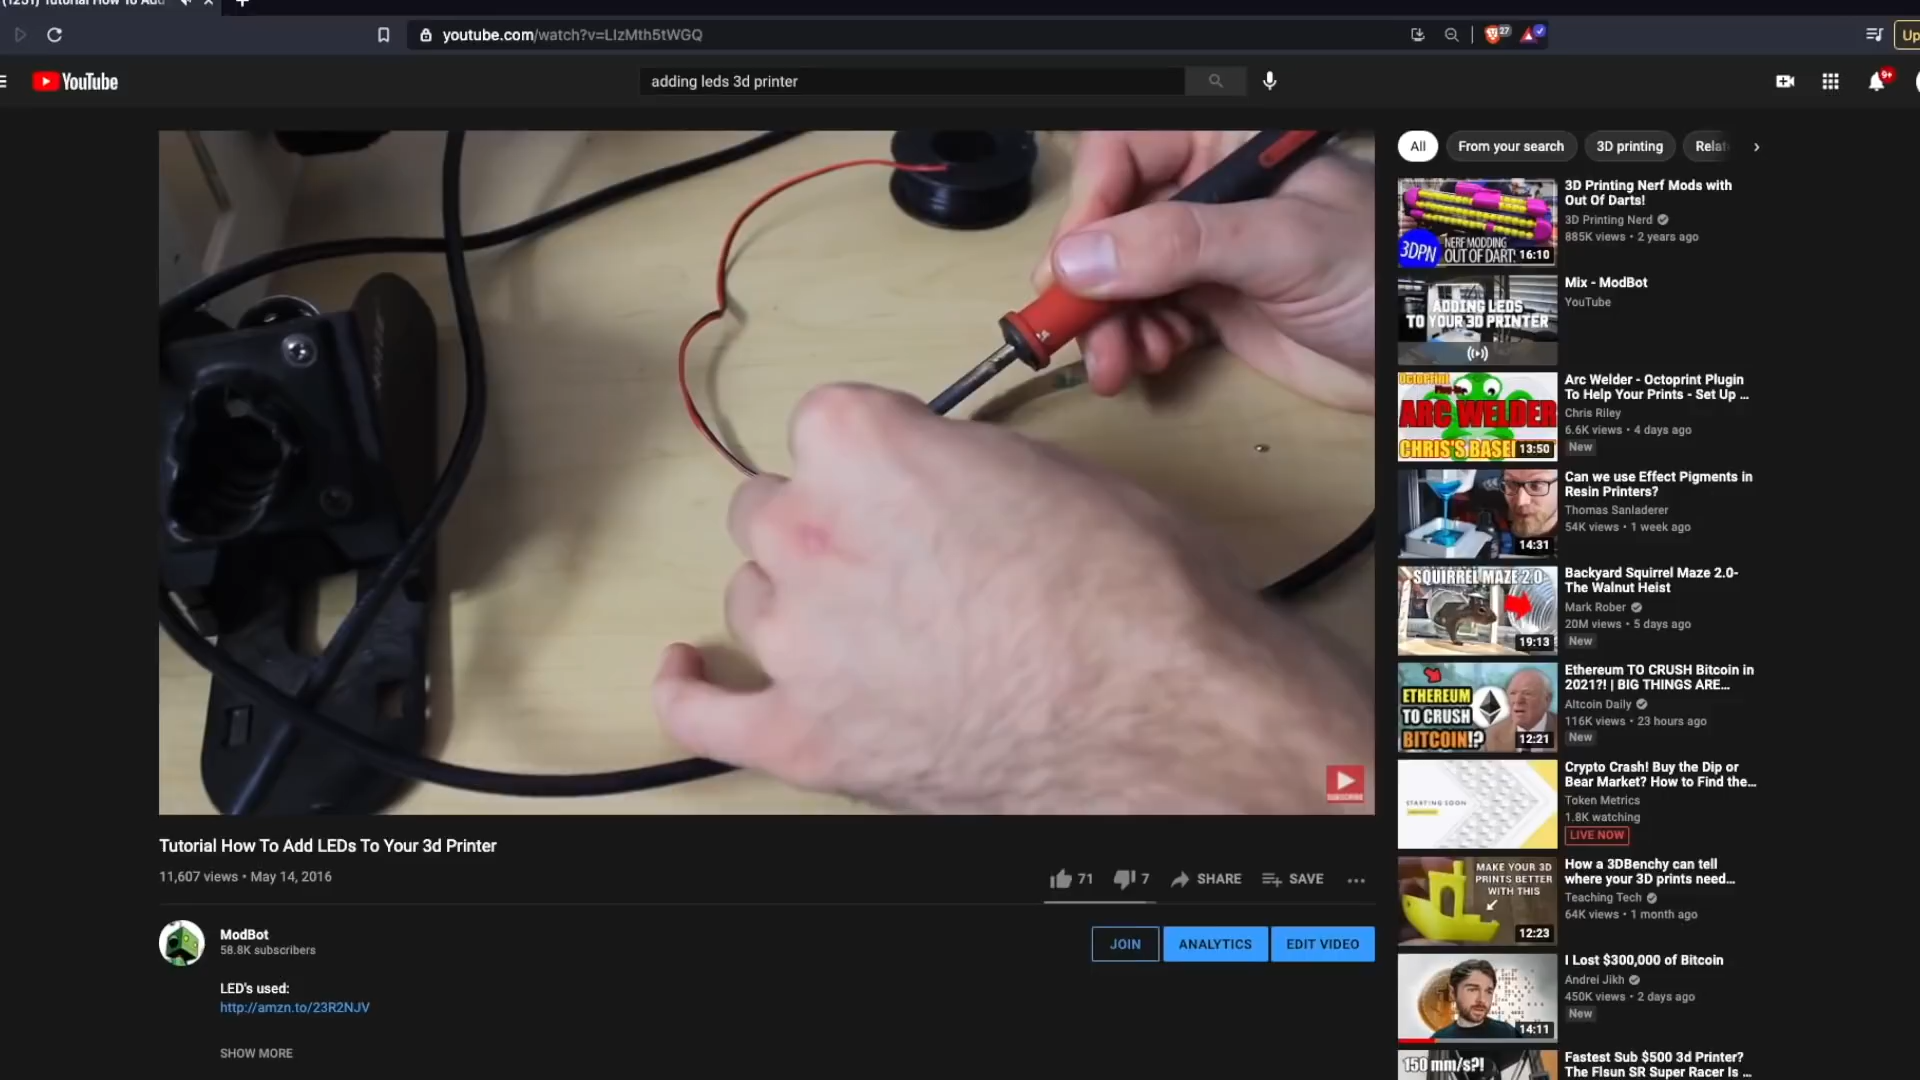 youtube.com/watch?v=LIzMth5tWGQ
27
Up
YouTube
adding leds 3d printer
9+
All
From your search
3D printing
Relat
3D Printing Nerf Mods with
Out Of Darts!
3D Printing Nerd
885K views • 2 years ago
3DPN
NERF MODDING
OUT OF DART
16:10
Mix - ModBot
YouTube
ADDING LEDS
TO YOUR 3D PRINTER
Arc Welder - Octoprint Plugin
To Help Your Prints - Set Up ...
Chris Riley
6.6K views • 4 days ago
New
OctoPrint
ARC WELDER
CHRIS'S BASE
13:50
Can we use Effect Pigments in
Resin Printers?
Thomas Sanladerer
54K views • 1 week ago
14:31
Backyard Squirrel Maze 2.0-
The Walnut Heist
Mark Rober
20M views • 5 days ago
New
SQUIRREL MAZE 2.0
19:13
Ethereum TO CRUSH Bitcoin in
2021?! | BIG THINGS ARE...
Altcoin Daily
116K views • 23 hours ago
New
ETHEREUM
TO CRUSH
BITCOIN!?
12:21
Crypto Crash! Buy the Dip or
Bear Market? How to Find the...
Token Metrics
1.8K watching
LIVE NOW
STARTING SOON
How a 3DBenchy can tell
where your 3D prints need...
Teaching Tech
64K views • 1 month ago
MAKE YOUR 3D
PRINTS BETTER
WITH THIS
12:23
I Lost $300,000 of Bitcoin
Andrei Jikh
450K views • 2 days ago
New
14:11
Fastest Sub $500 3d Printer?
The Flsun SR Super Racer Is ...
150 mm/s?!
SUBSCRIBE
Tutorial How To Add LEDs To Your 3d Printer
11,607 views • May 14, 2016
71
7
SHARE
SAVE
ModBot
58.8K subscribers
JOIN
ANALYTICS
EDIT VIDEO
LED's used:
http://amzn.to/23R2NJV
SHOW MORE